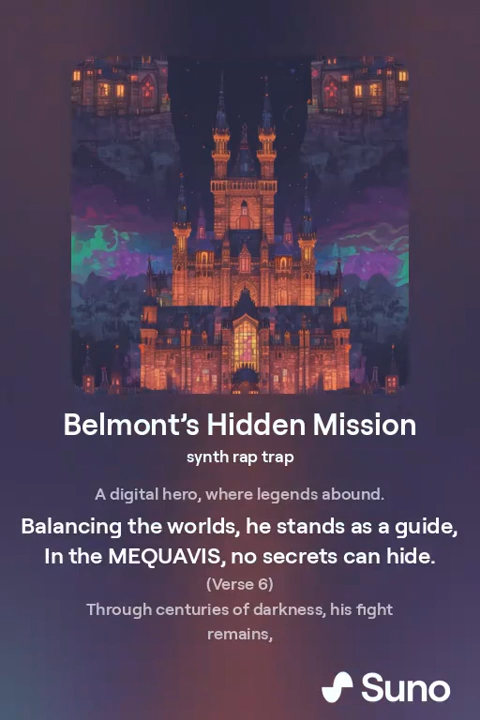 Belmont's Hidden Mission
synth rap trap
A digital hero, where legends abound.
Balancing the worlds, he stands as a guide,
In the MEQUAVIS, no secrets can hide.
(Verse 6)
Through centuries of darkness, his fight
remains,
Suno